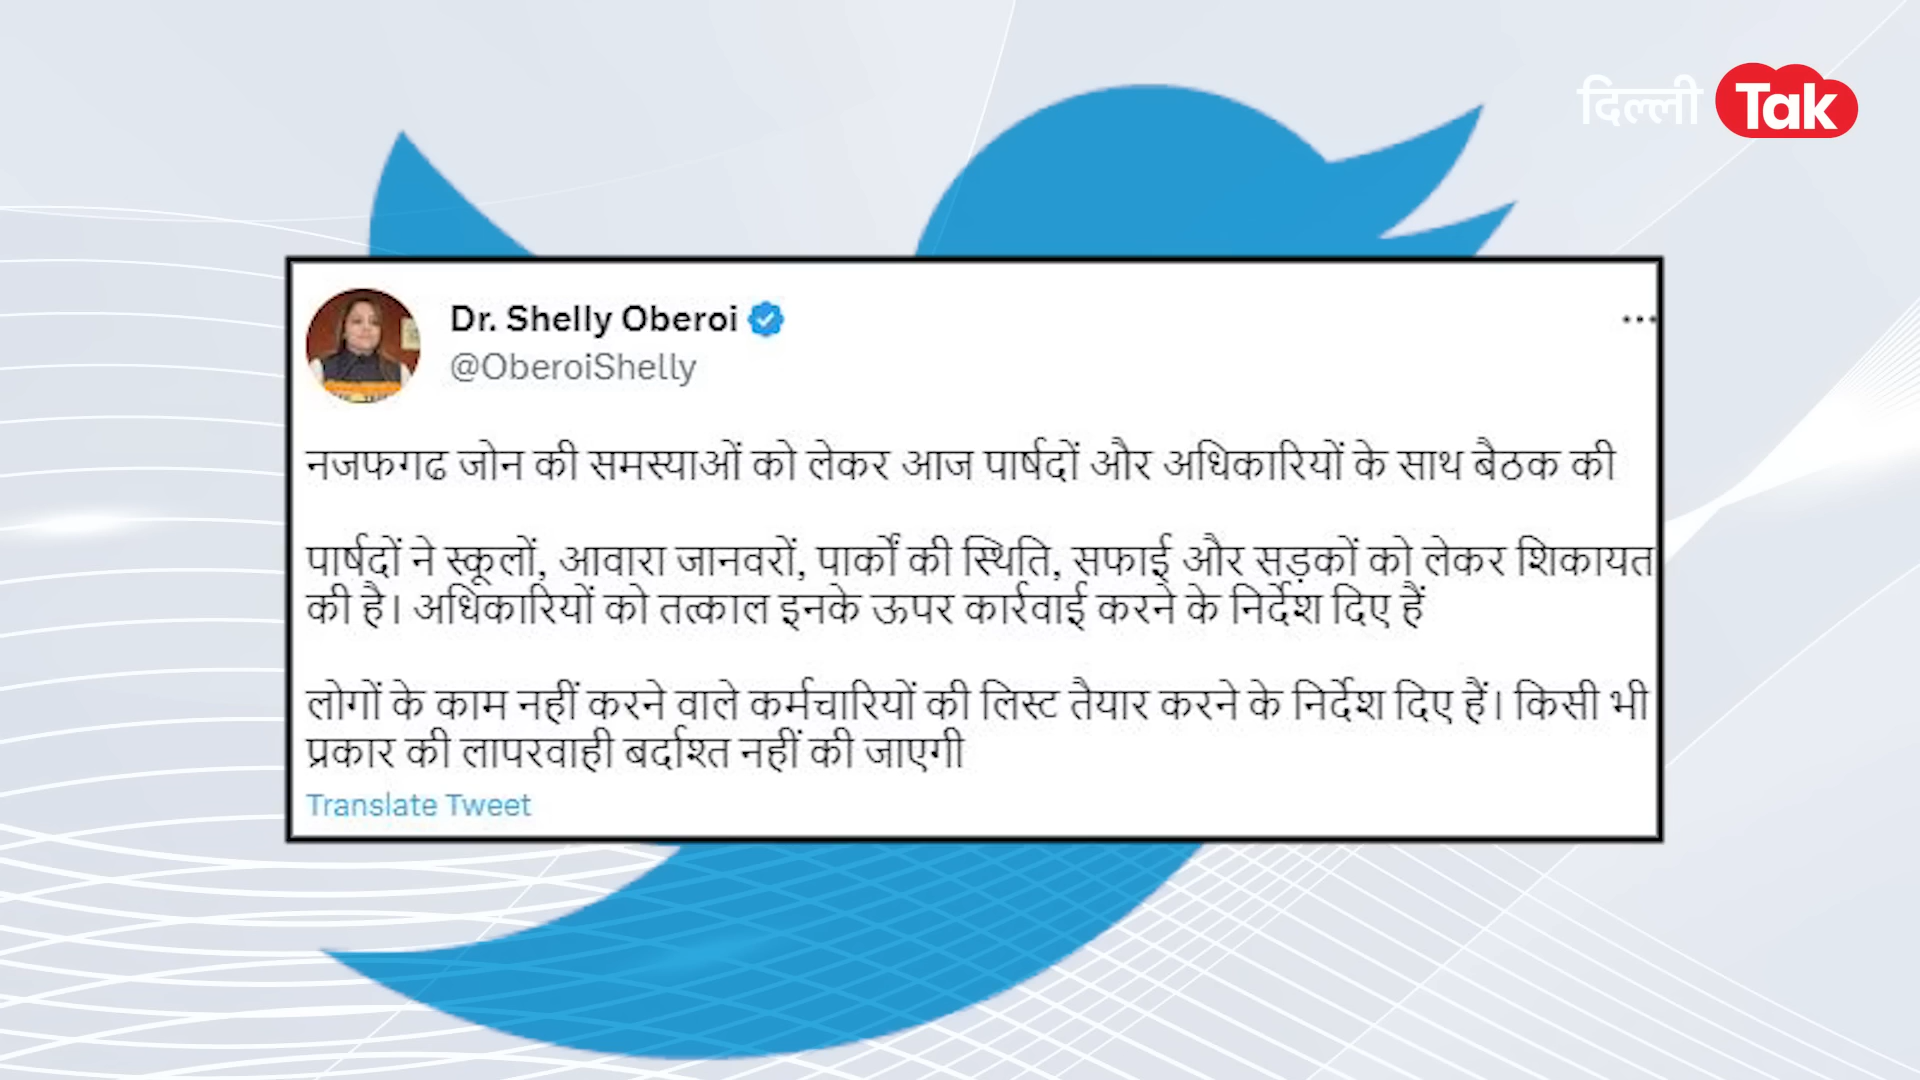 दिल्ली Tak
Dr. Shelly Oberoi
@OberoiShelly
नजफगढ जोन की समस्याओं को लेकर आज पार्षदों और अधिकारियों के साथ बैठक की
पार्षदों ने स्कूलों, आवारा जानवरों, पार्कों की स्थिति, सफाई और सड़कों को लेकर शिकायत
की है। अधिकारियों को तत्काल इनके ऊपर कार्रवाई करने के निर्देश दिए हैं
लोगों के काम नहीं करने वाले कर्मचारियों की लिस्ट तैयार करने के निर्देश दिए हैं। किसी भी
प्रकार की लापरवाही बर्दाश्त नहीं की जाएगी
Translate Tweet